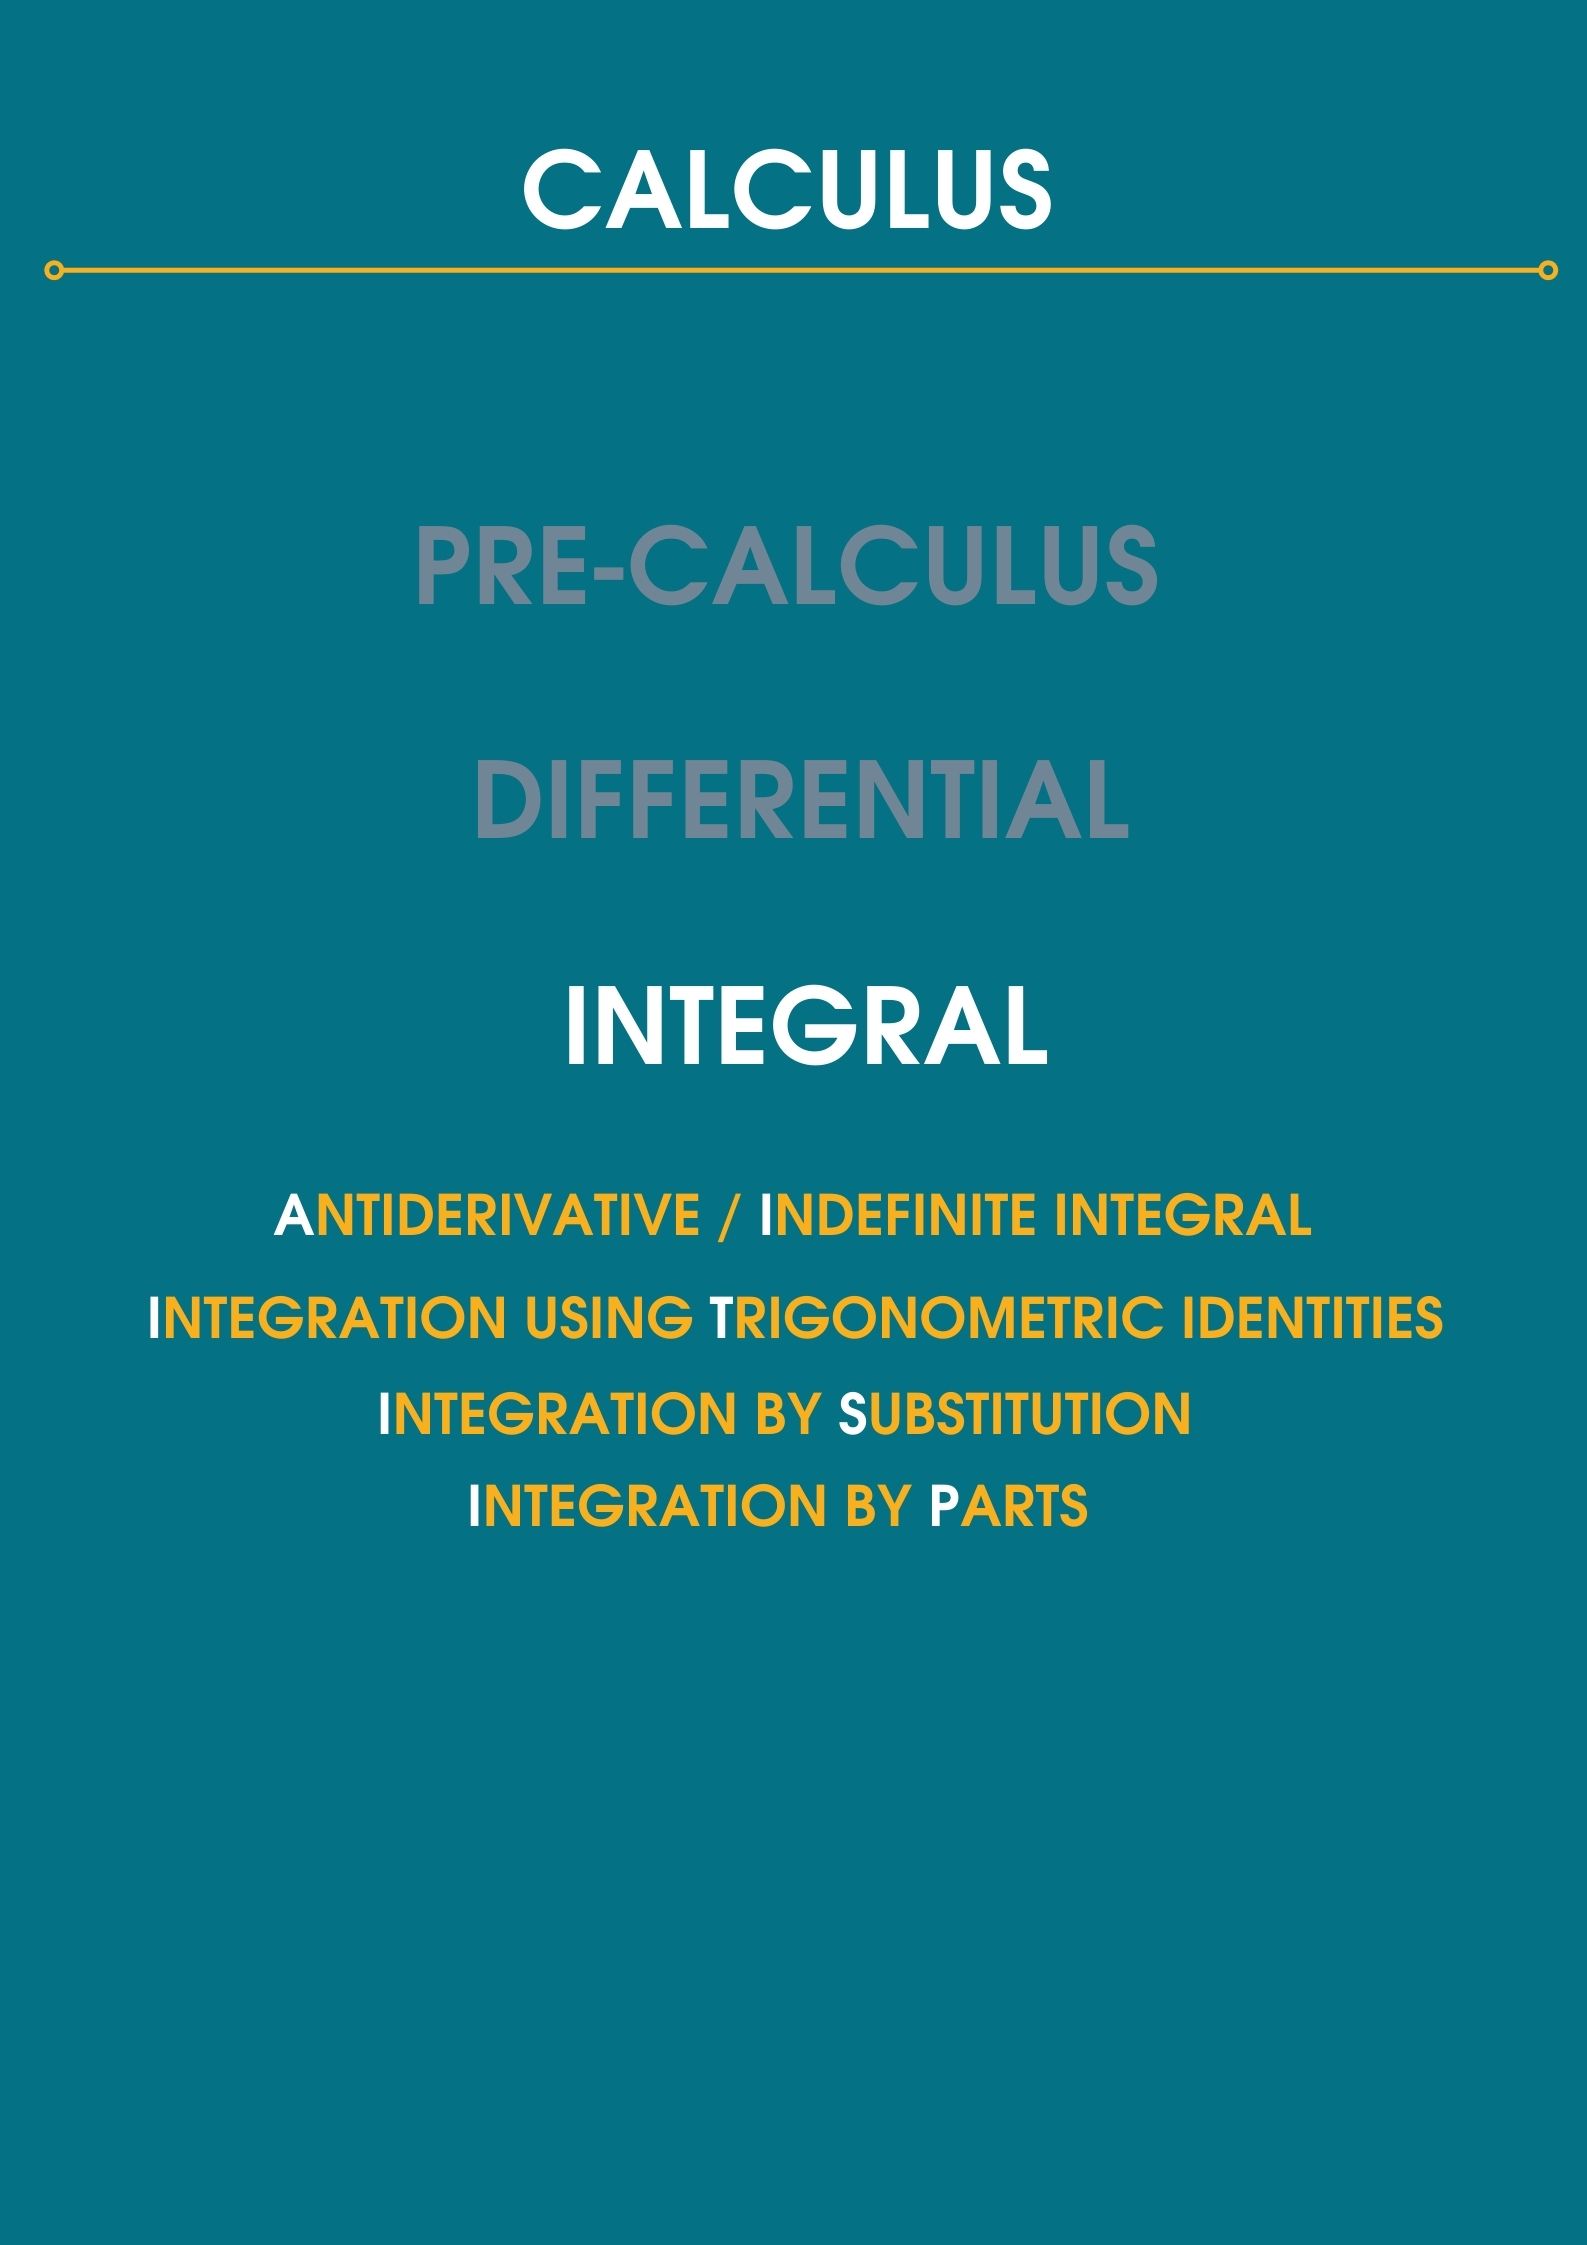 CALCULUS
PRE-CALCULUS
DIFFERENTIAL
INTEGRAL
ANTIDERIVATIVE / INDEFINITE INTEGRAL
INTEGRATION USING TRIGONOMETRIC IDENTITIES
INTEGRATION BY SUBSTITUTION
INTEGRATION BY PARTS